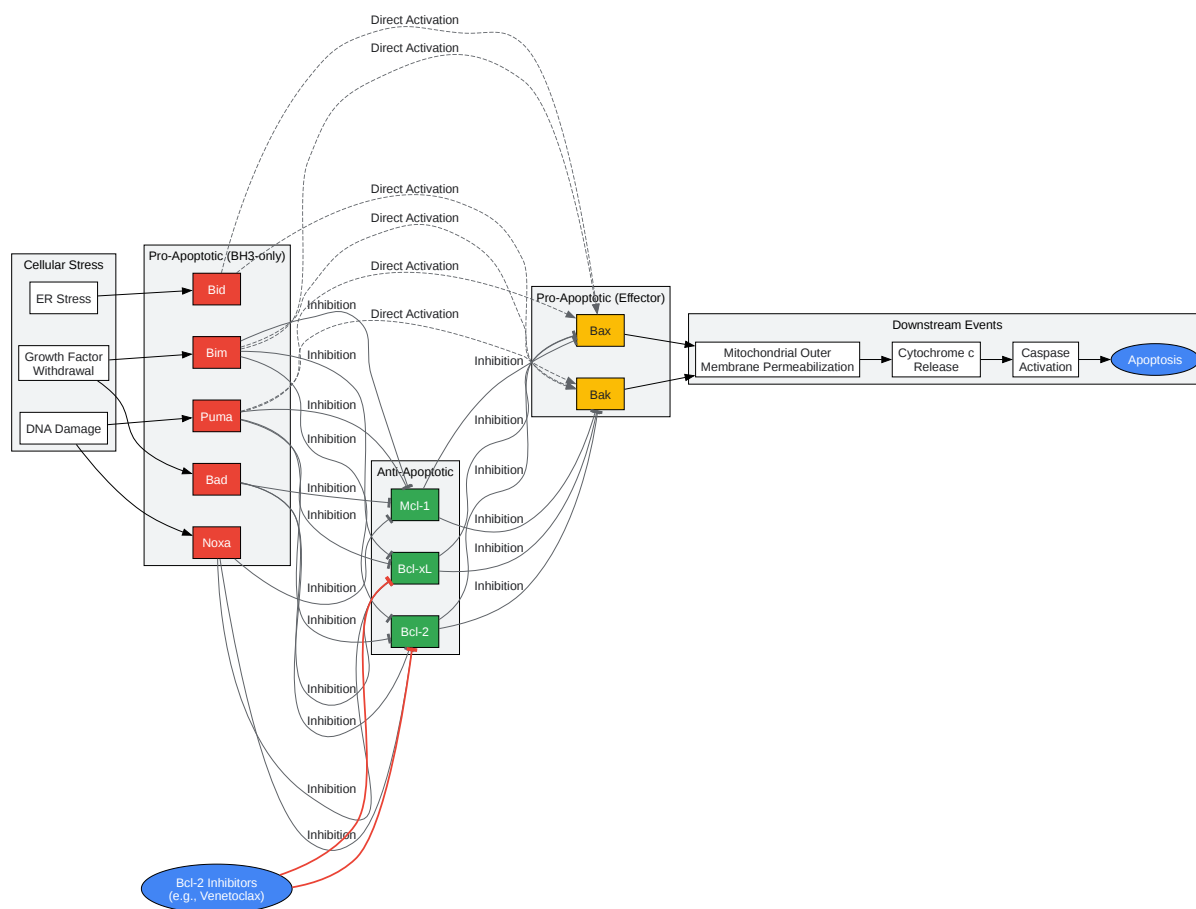 Direct Activation
Direct Activation
Direct Activation
Direct Activation
Direct Activation
Direct Activation
Cellular Stress
ER Stress
Growth Factor
Withdrawal
DNA Damage
Pro-Apoptotic (BH3-only)
Bid
Bim
Puma
Bad
Noxa
Inhibition
Inhibition
Inhibition
Inhibition
Inhibition
Inhibition
Inhibition
Inhibition
Inhibition
Inhibition
Inhibition
Inhibition
Anti-Apoptotic
Mcl-1
Bcl-xL
Bcl-2
Inhibition
Inhibition
Inhibition
Inhibition
Inhibition
Inhibition
Pro-Apoptotic (Effector)
Bax
Bak
Downstream Events
Mitochondrial Outer
Membrane Permeabilization
Cytochrome c
Release
Caspase
Activation
Apoptosis
Bcl-2 Inhibitors
(e.g., Venetoclax)